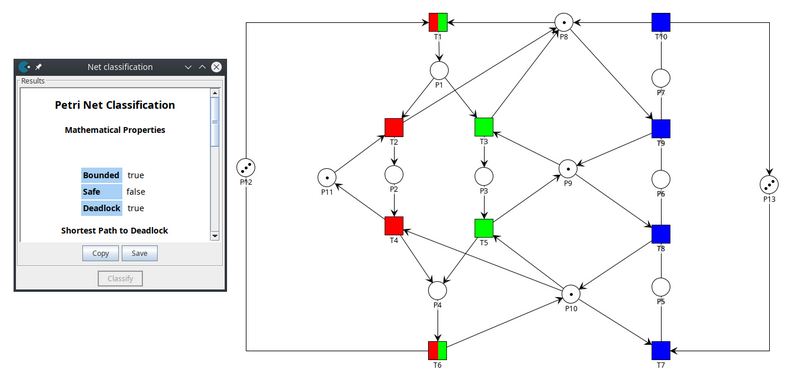 Net classification
Results
Petri Net Classification
Mathematical Properties
Bounded true
Safe false
Deadlock true
Shortest Path to Deadlock
Copy Save
Classify
T1
P8
T10
P1
P7
T2
T3
T9
P12
P11
P2
P3
P9
P6
P13
T4
T5
T8
P4
P10
P5
T6
T7